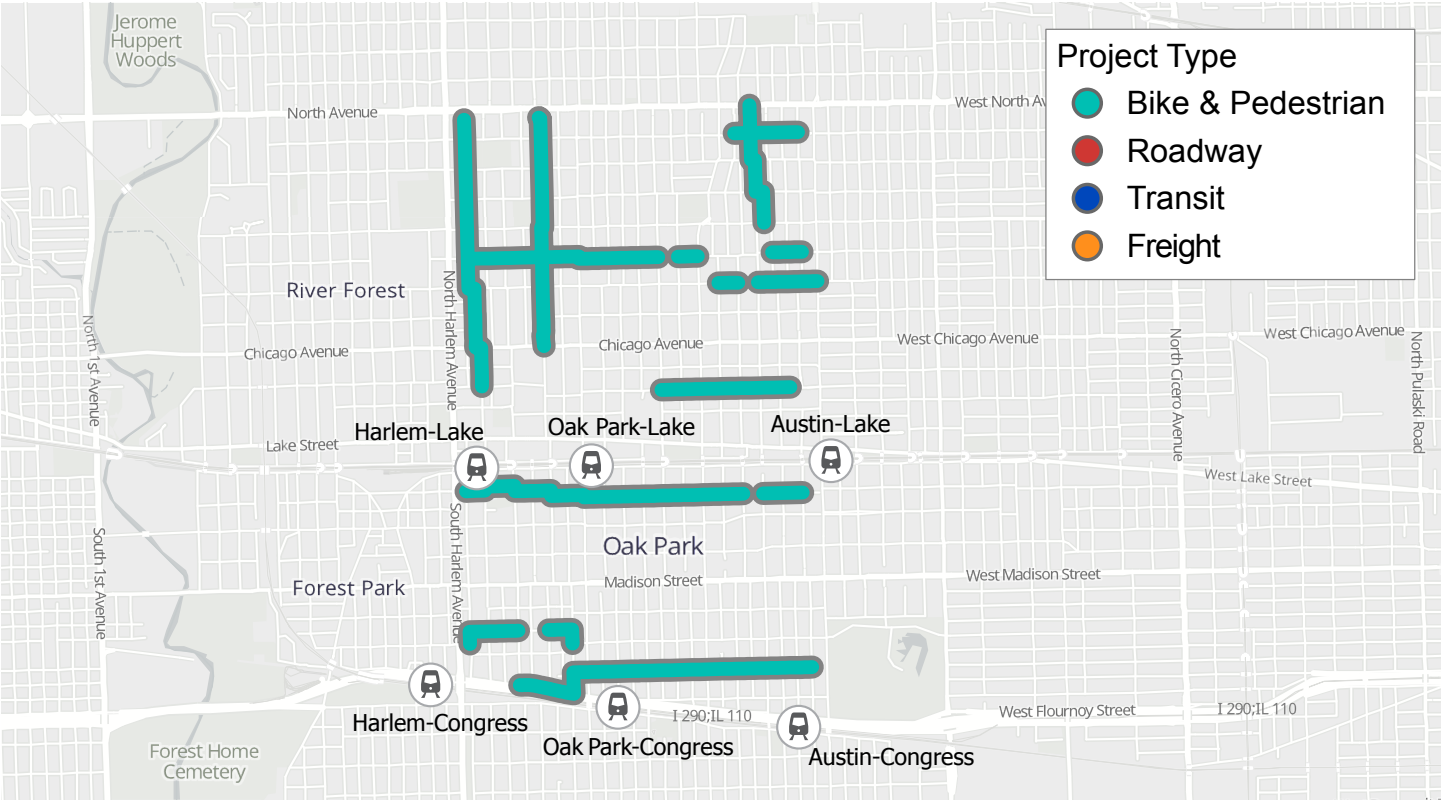 Jerome
Huppert
Woods
Project Type
Bike & Pedestrian
Roadway
Transit
Freight
North Avenue
West North Av
River Forest
North Harlem Avenue
North 1st Avenue
Chicago Avenue
Chicago Avenue
West Chicago Avenue
West Chicago Avenue
North Cicero Avenue
North Pulaski Road
Harlem-Lake
Oak Park-Lake
Austin-Lake
Lake Street
West Lake Street
South Harlem Avenue
South 1st Avenue
Oak Park
Forest Park
Madison Street
West Madison Street
Harlem-Congress
Oak Park-Congress
Austin-Congress
I 290;IL 110
West Flournoy Street
I 290;IL 110
Forest Home
Cemetery